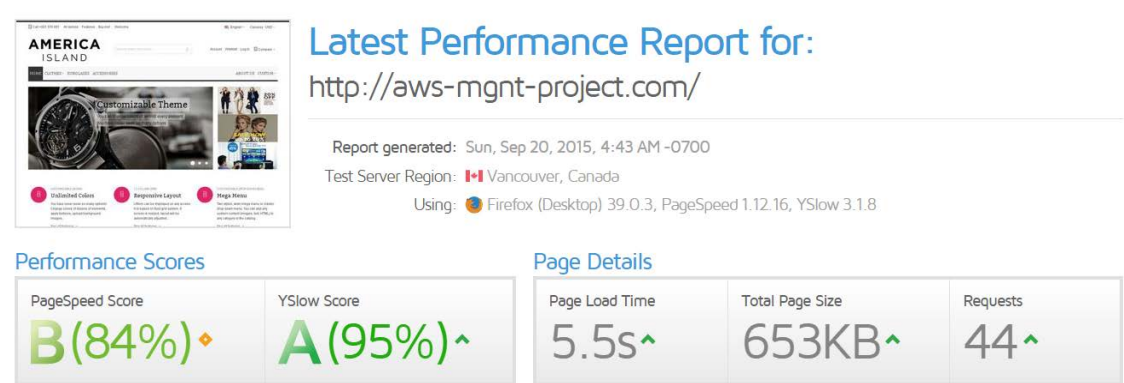 AMERICA
ISLAND
Customizable Theme
Unlimited Colors
Responsive Layout
Mega Menu
Latest Performance Report for:
http://aws-mgnt-project.com/
Report generated: Sun, Sep 20, 2015, 4:43 AM -0700
Test Server Region: Vancouver, Canada
Using: Firefox (Desktop) 39.0.3, PageSpeed 1.12.16, YSlow 3.1.8
Performance Scores
PageSpeed Score
B (84%)
YSlow Score
A (95%)
Page Details
Page Load Time
5.5s
Total Page Size
653KB
Requests
44